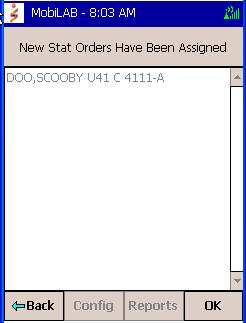 MobiLAB - 8:03 AM
New Stat Orders Have Been Assigned
DOO,SCOOBY U41 C 4111-A
Back Config Reports OK